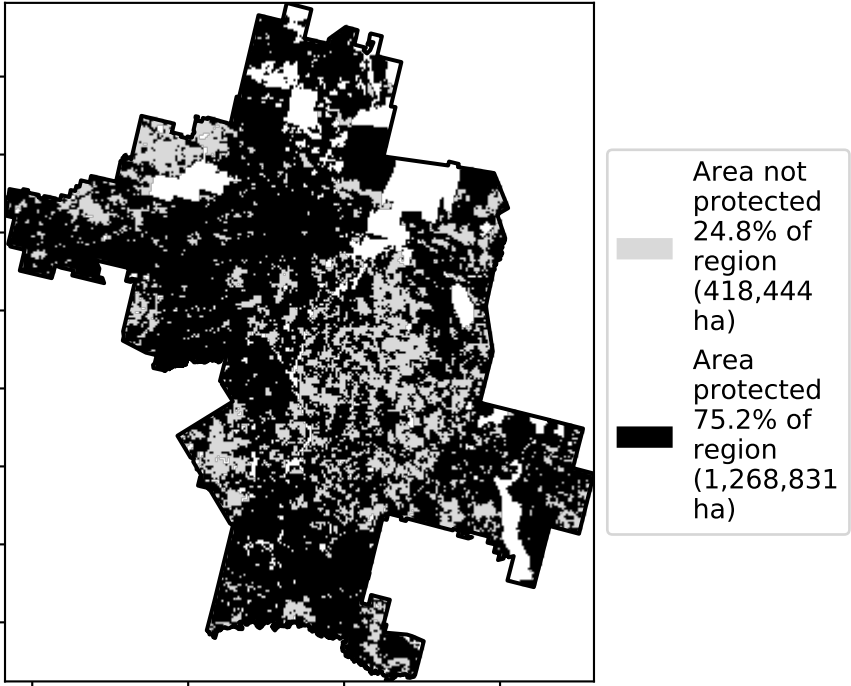 Area not
protected
24.8% of
region
(418,444
ha)
Area
protected
75.2% of
region
(1,268,831
ha)